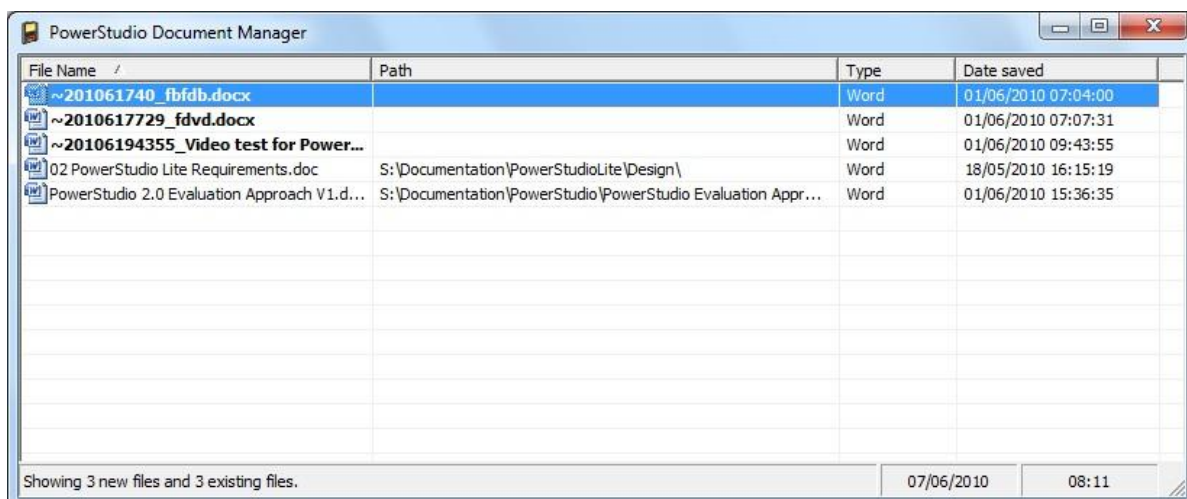 PowerStudio Document Manager
File Name Path Type Date saved
~201061740_fbfdb.docx Word 01/06/2010 07:04:00
~2010617729_fdvd.docx Word 01/06/2010 07:07:31
~20106194355_Video test for Power... Word 01/06/2010 09:43:55
02 PowerStudio Lite Requirements.doc S:\Documentation\PowerStudioLite\Design\ Word 18/05/2010 16:15:19
PowerStudio 2.0 Evaluation Approach V1.d... S:\Documentation\PowerStudio\PowerStudio Evaluation Appr... Word 01/06/2010 15:36:35
Showing 3 new files and 3 existing files. 07/06/2010 08:11